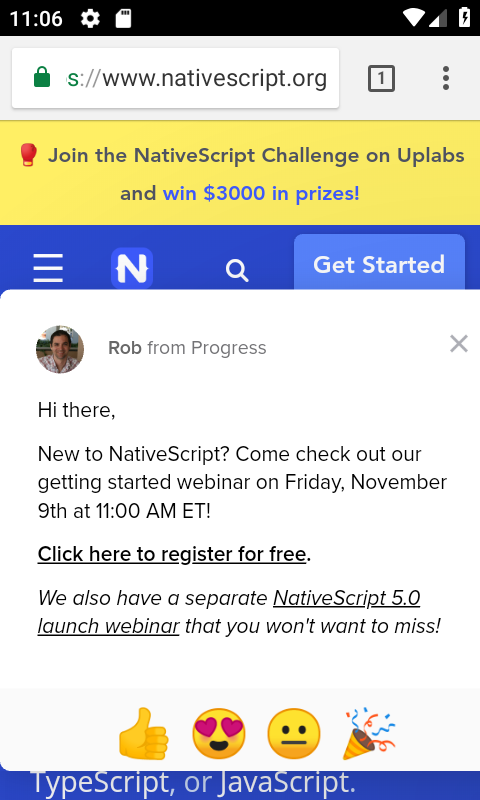 11:06
s://www.nativescript.org
1
Join the NativeScript Challenge on Uplabs
and win $3000 in prizes!
N
Get Started
Rob from Progress
Hi there,
New to NativeScript? Come check out our
getting started webinar on Friday, November
9th at 11:00 AM ET!
Click here to register for free.
We also have a separate NativeScript 5.0
launch webinar that you won't want to miss!
TypeScript, or JavaScript.